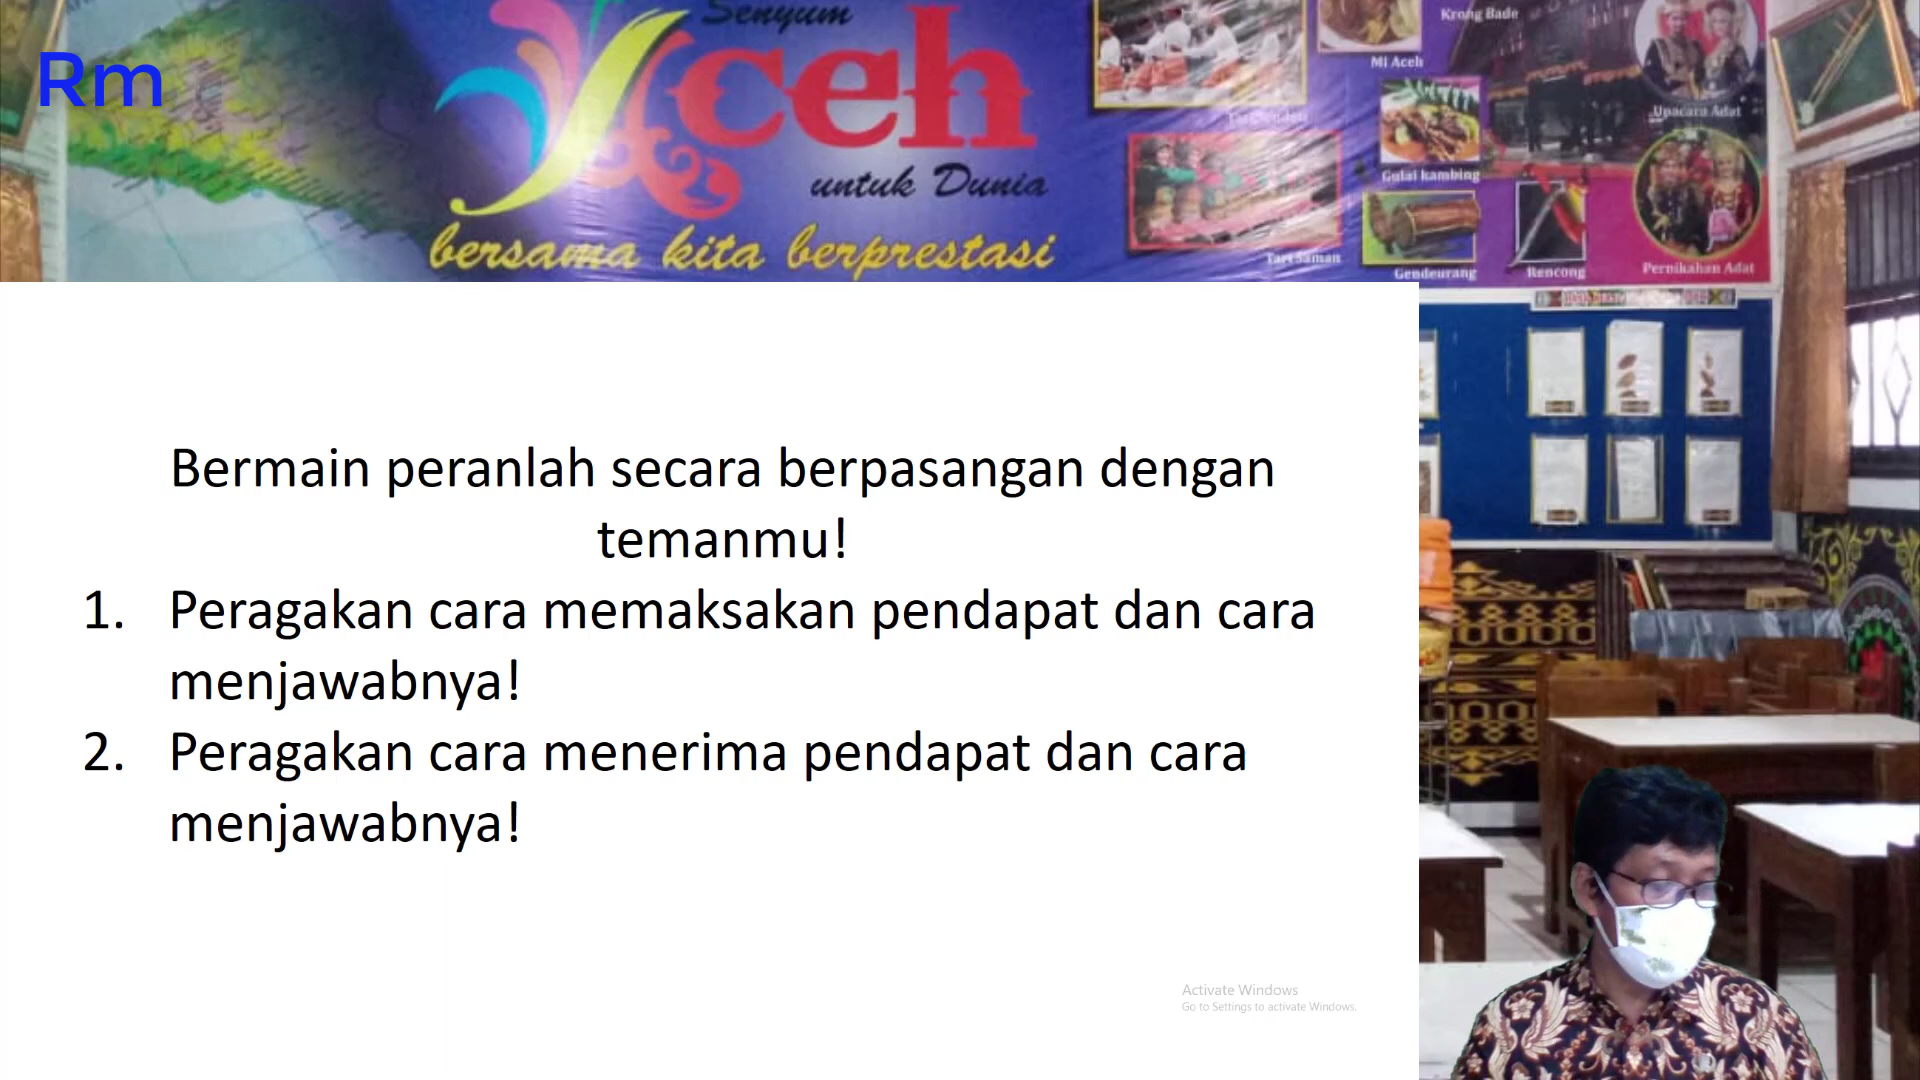 Rm
Senyum
Aceh
untuk Dunia
bersama kita berprestasi
Krong Bade
Mi Aceh
Upacara Adat
Gulai kambing
Tari Saman
Gendeurang
Rencong
Pernikahan Adat
Bermain peranlah secara berpasangan dengan
temanmu!
1. Peragakan cara memaksakan pendapat dan cara
menjawabnya!
2. Peragakan cara menerima pendapat dan cara
menjawabnya!
Activate Windows
Go to Settings to activate Windows.